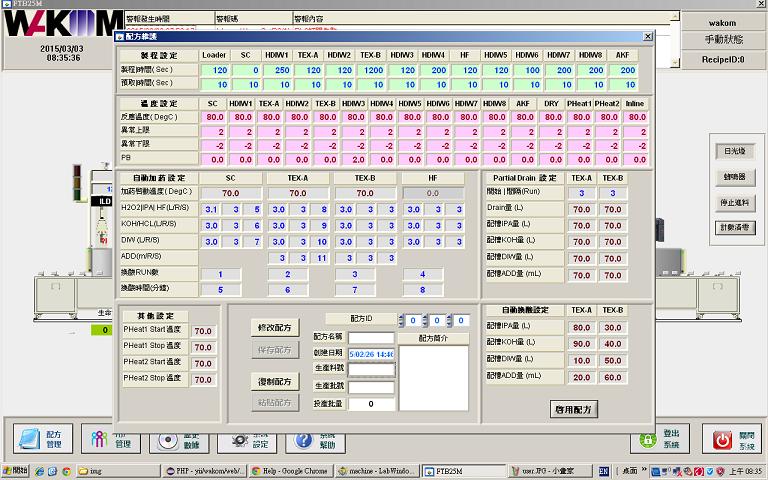 FTB25M
WAKOM
警報發生時間 警報碼 警報內容
wakom
手動狀態
RecipeID:0
2015/03/03
08:35:36
配方維護
製程設定 Loader SC HDIW1 TEX-A HDIW2 TEX-B HDIW3 HDIW4 HF HDIW5 HDIW6 HDIW7 HDIW8 AKF
製程時間(Sec) 120 0 250 120 120 1200 120 200 120 120 100 200 200 200
預取時間(Sec) 10 10 10 10 10 10 10 10 10 10 10 10 10 10
溫度設定 SC HDIW1 TEX-A HDIW2 TEX-B HDIW3 HDIW4 HDIW5 HDIW6 HDIW7 HDIW8 AKF DRY PHeat1 PHeat2 Inline
反應溫度(DegC) 80.0 80.0 80.0 80.0 80.0 80.0 80.0 80.0 80.0 80.0 80.0 80.0 80.0 80.0 80.0 80.0
異常上限 2 2 2 2 2 2 2 2 2 2 2 2 2 2 2 2
異常下限 -2 -2 -2 -2 -2 -2 -2 -2 -2 -2 -2 -2 -2 -2 -2 -2
PB 0.0 0.0 0.0 0.0 0.0 2.0 0.0 0.0 0.0 0.0 0.0 0.0 0.0 0.0 0.0 0.0
自動加药設定 SC TEX-A TEX-B HF
加药啓動溫度(DegC) 70.0 70.0 70.0 0.0
H2O2|IPA| HF(L/R/S) 3.1 3 5 3.0 3 8 3.0 3 3 3.0 3 3
KOH/HCL(L/R/S) 3.0 3 6 3.0 3 9 3.0 3 3 3.0 3 3
DIW (L/R/S) 3.0 3 7 3.0 3 10 3.0 3 3 3.0 3 3
ADD(m/R/S) 3 3 11 3 3 3
換酸RUN數 1 2 3 4
換酸時間(分鐘) 5 6 7 8
Partial Drain 設定 TEX-A TEX-B
開始|間隔(Run) 3 3
Drain量 (L) 70.0 70.0
配槽IPA量 (L) 70.0 70.0
配槽KOH量 (L) 70.0 70.0
配槽DIW量 (L) 70.0 70.0
配槽ADD量 (mL) 70.0 70.0
其他設定
PHeat1 Start 溫度 70.0
PHeat1 Stop 溫度 70.0
PHeat2 Start 溫度 70.0
PHeat2 Stop 溫度 70.0
修改配方
保存配方
復制配方
粘貼配方
配方ID 0 0 0
配方名稱
創建日期 5/02/26 14:46
生產料號
生產批號
投産批量 0
配方簡介
自動換酸設定 TEX-A TEX-B
配槽IPA量 (L) 80.0 30.0
配槽KOH量 (L) 90.0 40.0
配槽DIW量 (L) 10.0 50.0
配槽ADD量 (mL) 20.0 60.0
啓用配方
日光燈
蜂鳴器
停止進料
計數清零
ILD
生命
0
配方
管理
管理
數據
設定
幫助
登出
系統
關閉
系統
開始
img
PHP - yii/wakom/web/...
Help - Google Chrome
machine - LabWindo...
FTB25M
user.JPG - 小畫家
EN
桌面
上午 08:35